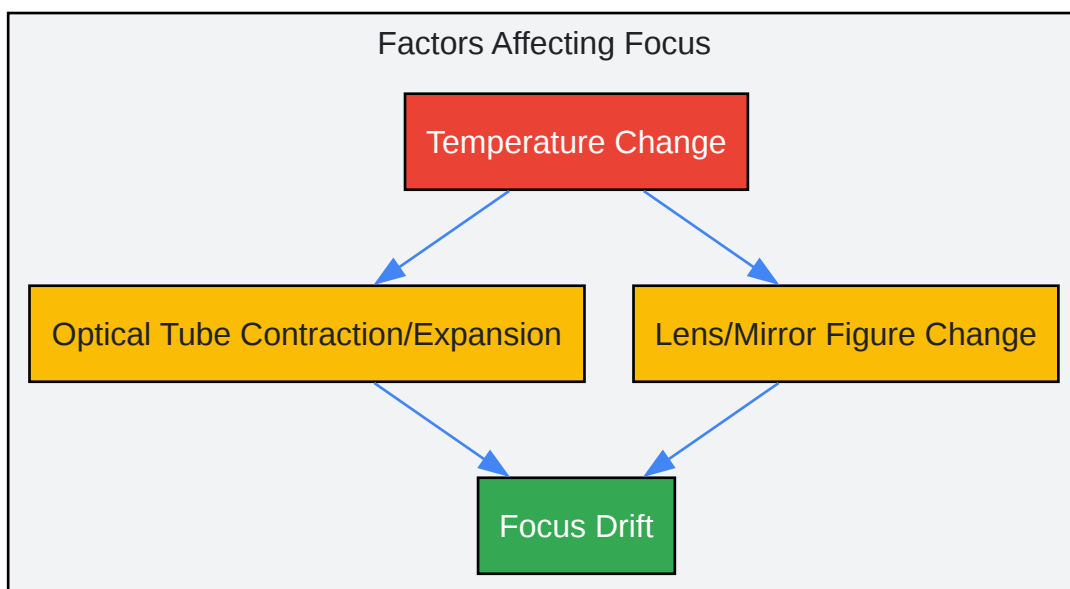 Factors Affecting Focus
Temperature Change
Optical Tube Contraction/Expansion
Lens/Mirror Figure Change
Focus Drift